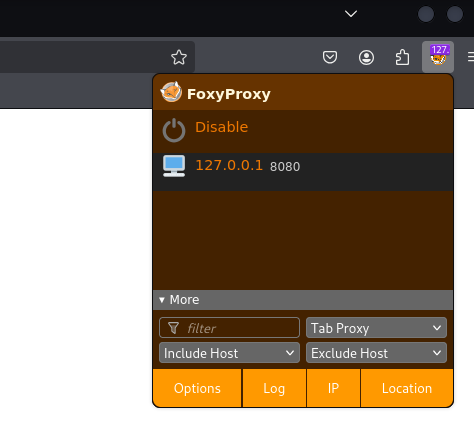 127.
FoxyProxy
Disable
127.0.0.1 8080
▾ More
filter Tab Proxy
Include Host Exclude Host
Options Log IP Location